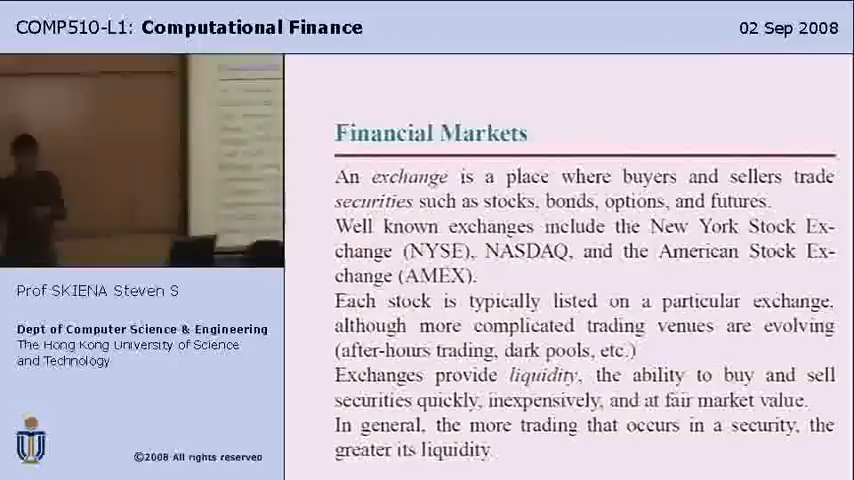 COMP510-L1: Computational Finance
02 Sep 2008
Financial Markets
An exchange is a place where buyers and sellers trade
securities such as stocks, bonds, options, and futures.
Well known exchanges include the New York Stock Ex-
change (NYSE), NASDAQ, and the American Stock Ex-
change (AMEX).
Each stock is typically listed on a particular exchange,
although more complicated trading venues are evolving
(after-hours trading, dark pools, etc.)
Exchanges provide liquidity, the ability to buy and sell
securities quickly, inexpensively, and at fair market value.
In general, the more trading that occurs in a security, the
greater its liquidity.
Prof SKIENA Steven S
Dept of Computer Science & Engineering
The Hong Kong University of Science
and Technology
©2008 All rights reserved